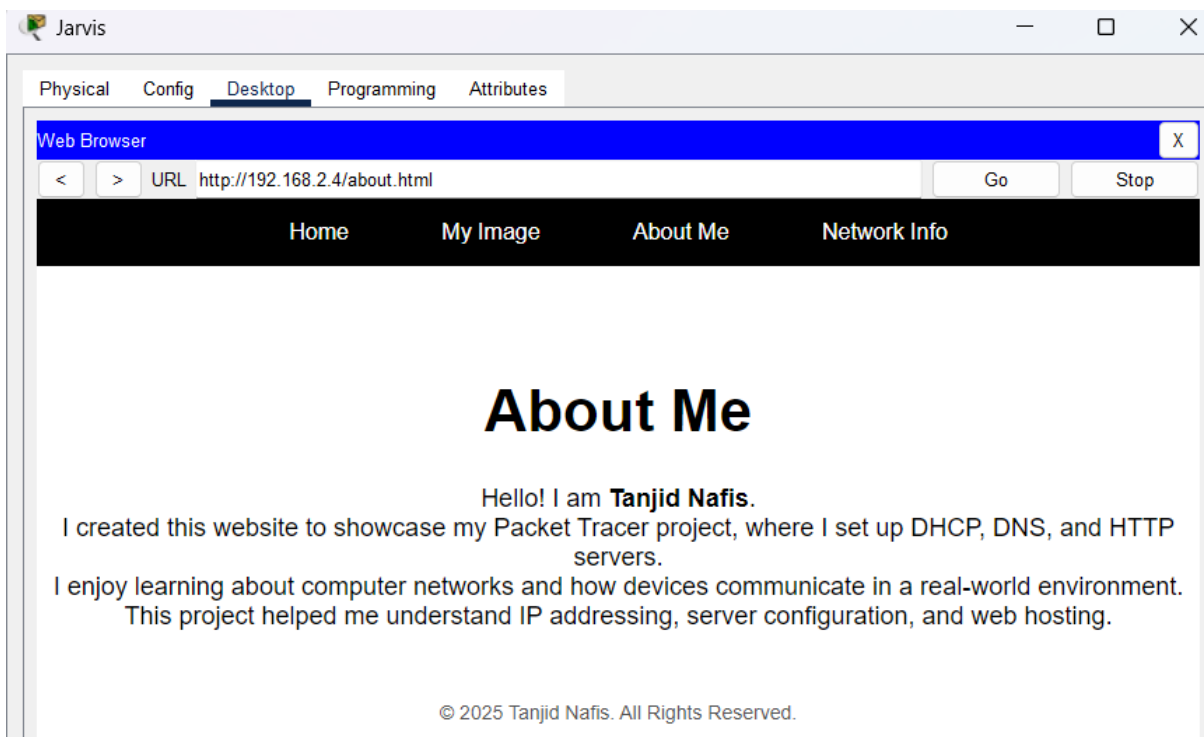 Jarvis
Physical Config Desktop Programming Attributes
Web Browser X
< > URL http://192.168.2.4/about.html Go Stop
Home My Image About Me Network Info
About Me
Hello! I am Tanjid Nafis.
I created this website to showcase my Packet Tracer project, where I set up DHCP, DNS, and HTTP
servers.
I enjoy learning about computer networks and how devices communicate in a real-world environment.
This project helped me understand IP addressing, server configuration, and web hosting.
© 2025 Tanjid Nafis. All Rights Reserved.